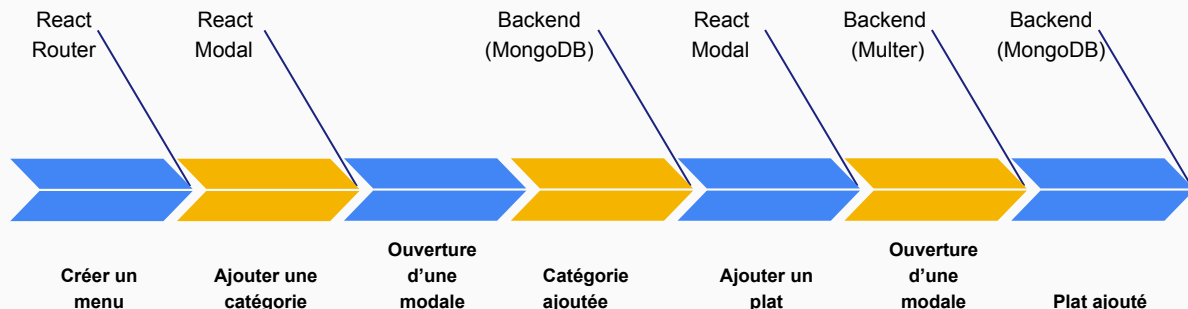 React
Router
React
Modal
Backend
(MongoDB)
React
Modal
Backend
(Multer)
Backend
(MongoDB)
Créer un
menu
Ajouter une
catégorie
Ouverture
d’une
modale
Catégorie
ajoutée
Ajouter un
plat
Ouverture
d’une
modale
Plat ajouté